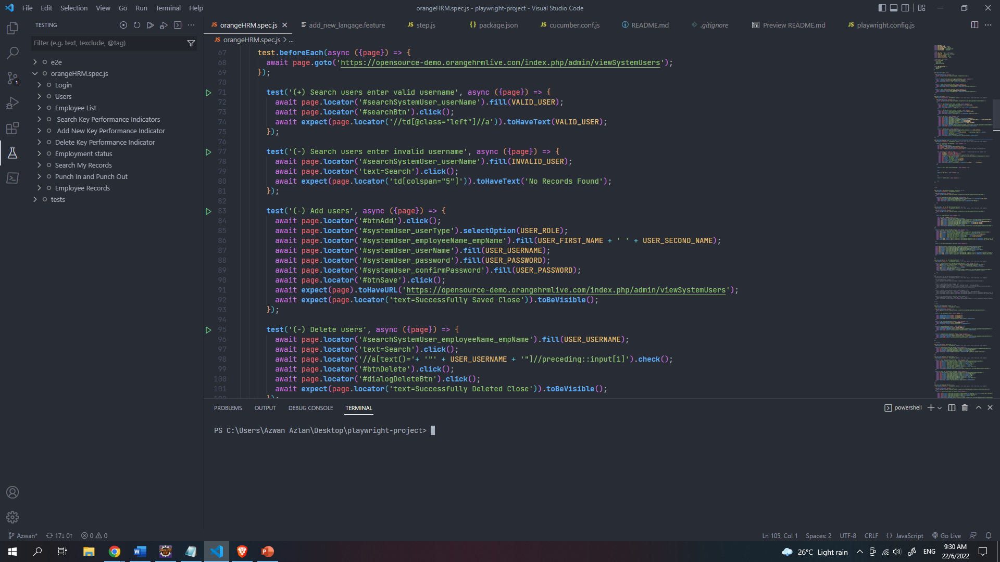 File Edit Selection View Go Run Terminal Help
orangeHRM.spec.js - playwright-project - Visual Studio Code
TESTING
Filter (e.g. text, !exclude, @tag)
e2e
orangeHRM.spec.js
Login
Users
Employee List
Search Key Performance Indicators
Add New Key Performance Indicator
Delete Key Performance Indicator
Employment status
Search My Records
Punch In and Punch Out
Employee Records
tests
1
JS orangeHRM.spec.js
add_new_langage.feature
JS step.js
{} package.json
JS cucumber.conf.js
README.md
.gitignore
Preview README.md
JS playwright.config.js
JS orangeHRM.spec.js > ...
67 test.beforeEach(async ({page}) => {
68 await page.goto('https://opensource-demo.orangehrmlive.com/index.php/admin/viewSystemUsers');
69 });
70
71 test('(+) Search users enter valid username', async ({page}) => {
72 await page.locator('#searchSystemUser_userName').fill(VALID_USER);
73 await page.locator('#searchBtn').click();
74 await expect(page.locator('//td[@class="left"]//a')).toHaveText(VALID_USER);
75 });
76
77 test('(-) Search users enter invalid username', async ({page}) => {
78 await page.locator('#searchSystemUser_userName').fill(INVALID_USER);
79 await page.locator('text=Search').click();
80 await expect(page.locator('td[colspan="5"]')).toHaveText('No Records Found');
81 });
82
83 test('(-) Add users', async ({page}) => {
84 await page.locator('#btnAdd').click();
85 await page.locator('#systemUser_userType').selectOption(USER_ROLE);
86 await page.locator('#systemUser_employeeName_empName').fill(USER_FIRST_NAME + ' ' + USER_SECOND_NAME);
87 await page.locator('#systemUser_userName').fill(USER_USERNAME);
88 await page.locator('#systemUser_password').fill(USER_PASSWORD);
89 await page.locator('#systemUser_confirmPassword').fill(USER_PASSWORD);
90 await page.locator('#btnSave').click();
91 await expect(page).toHaveURL('https://opensource-demo.orangehrmlive.com/index.php/admin/viewSystemUsers');
92 await expect(page.locator('text=Successfully Saved Close')).toBeVisible();
93 });
94
95 test('(-) Delete users', async ({page}) => {
96 await page.locator('#searchSystemUser_employeeName_empName').fill(USER_USERNAME);
97 await page.locator('text=Search').click();
98 await page.locator('//a[text()='+ '"' + USER_USERNAME + '"]//preceding::input[1]').check();
99 await page.locator('#btnDelete').click();
100 await page.locator('#dialogDeleteBtn').click();
101 await expect(page.locator('text=Successfully Deleted Close')).toBeVisible();
102 });
PROBLEMS OUTPUT DEBUG CONSOLE TERMINAL
powershell
PS C:\Users\Azwan Azlan\Desktop\playwright-project>
Azwan* 17↓ 0↑ 0 0
Ln 105, Col 1 Spaces: 2 UTF-8 CRLF {} JavaScript Go Live
26°C Light rain
ENG
9:30 AM
22/6/2022